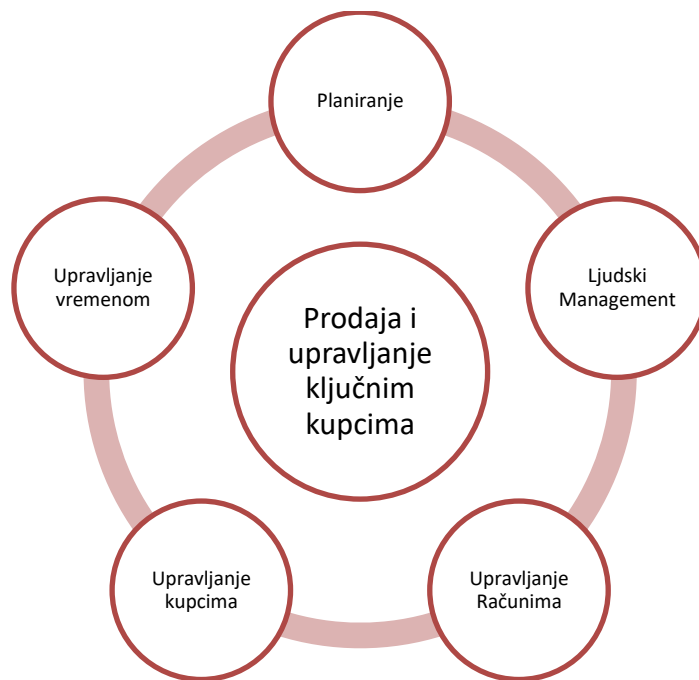 Planiranje
Ljudski
Management
Upravljanje
Računima
Upravljanje
kupcima
Upravljanje
vremenom
Prodaja i
upravljanje
ključnim
kupcima